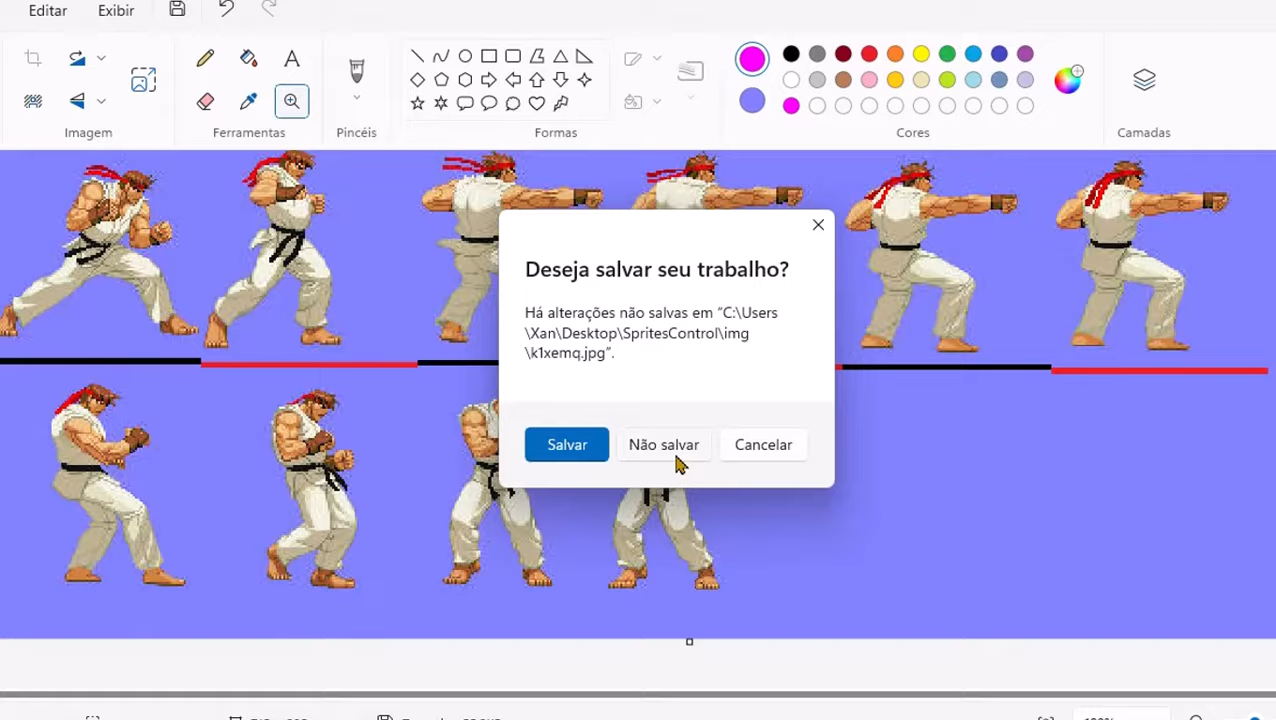 Editar Exibir
A
Imagem Ferramentas Pincéis Formas Cores Camadas
Deseja salvar seu trabalho?
Há alterações não salvas em "C:\Users
\Xan\Desktop\SpritesControl\img
\k1xemq.jpg".
Salvar Não salvar Cancelar